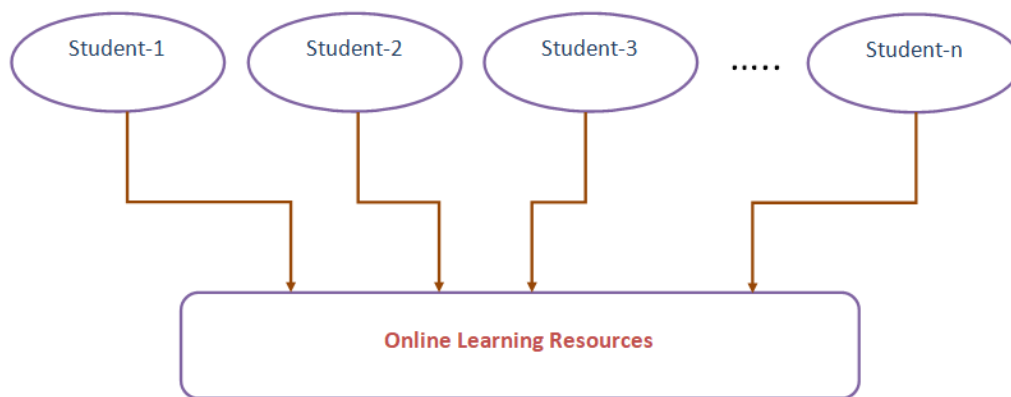 Student-1 Student-2 Student-3 ..... Student-n
Online Learning Resources